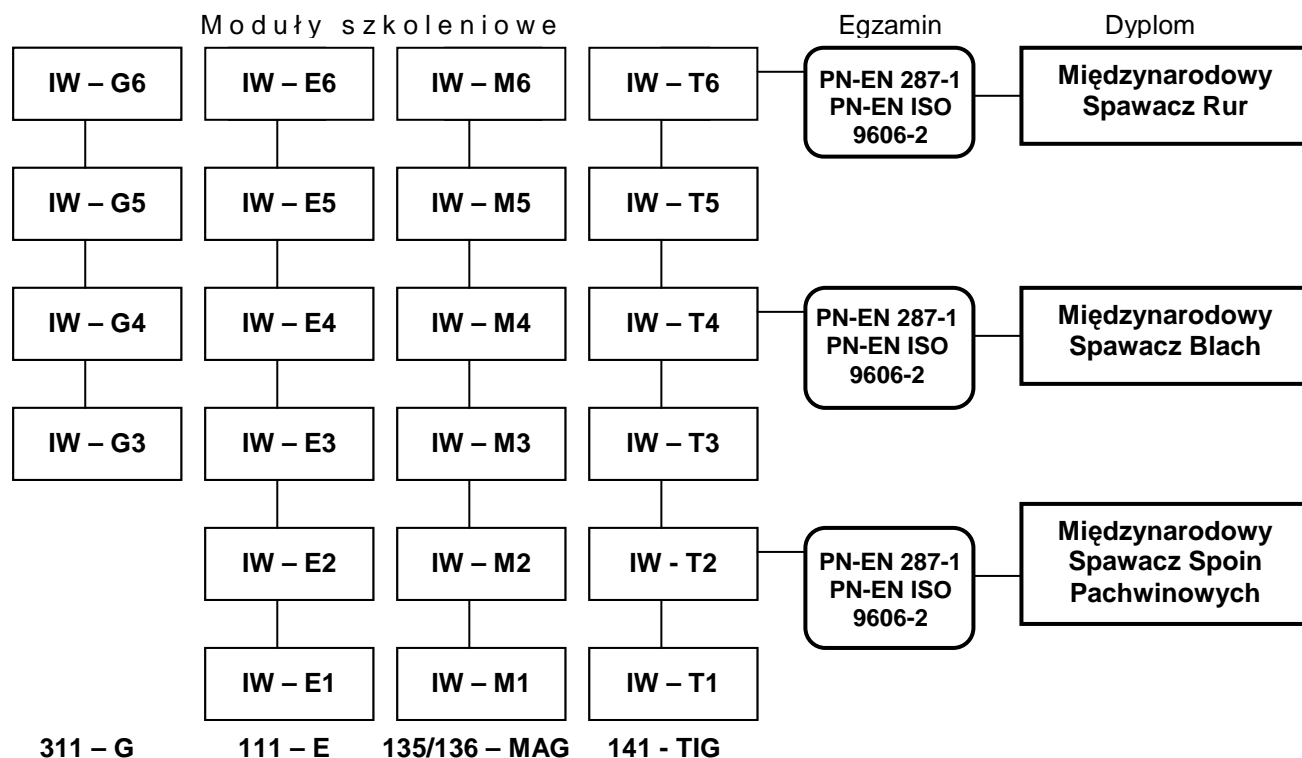 Moduły szkoleniowe Egzamin Dyplom
IW – G6 IW – E6 IW – M6 IW – T6
PN-EN 287-1
PN-EN ISO
9606-2
Międzynarodowy
Spawacz Rur
IW – G5 IW – E5 IW – M5 IW – T5
IW – G4 IW – E4 IW – M4 IW – T4
PN-EN 287-1
PN-EN ISO
9606-2
Międzynarodowy
Spawacz Blach
IW – G3 IW – E3 IW – M3 IW – T3
IW – E2 IW – M2 IW - T2
PN-EN 287-1
PN-EN ISO
9606-2
Międzynarodowy
Spawacz Spoin
Pachwinowych
IW – E1 IW – M1 IW – T1
311 – G 111 – E 135/136 – MAG 141 - TIG